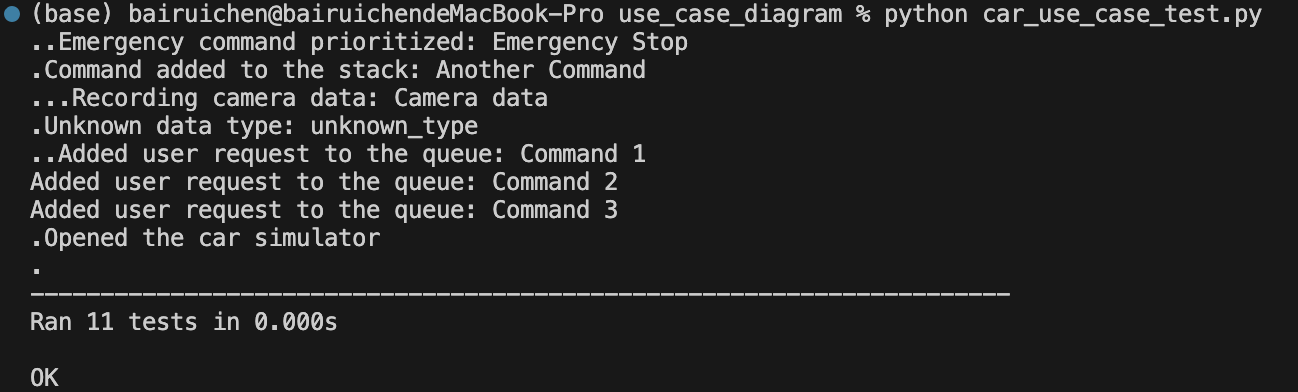 (base) bairuichen@bairuichendeMacBook-Pro use_case_diagram % python car_use_case_test.py
..Emergency command prioritized: Emergency Stop
.Command added to the stack: Another Command
...Recording camera data: Camera data
.Unknown data type: unknown_type
..Added user request to the queue: Command 1
Added user request to the queue: Command 2
Added user request to the queue: Command 3
.Opened the car simulator
.
----------------------------------------------------------------------
Ran 11 tests in 0.000s
OK